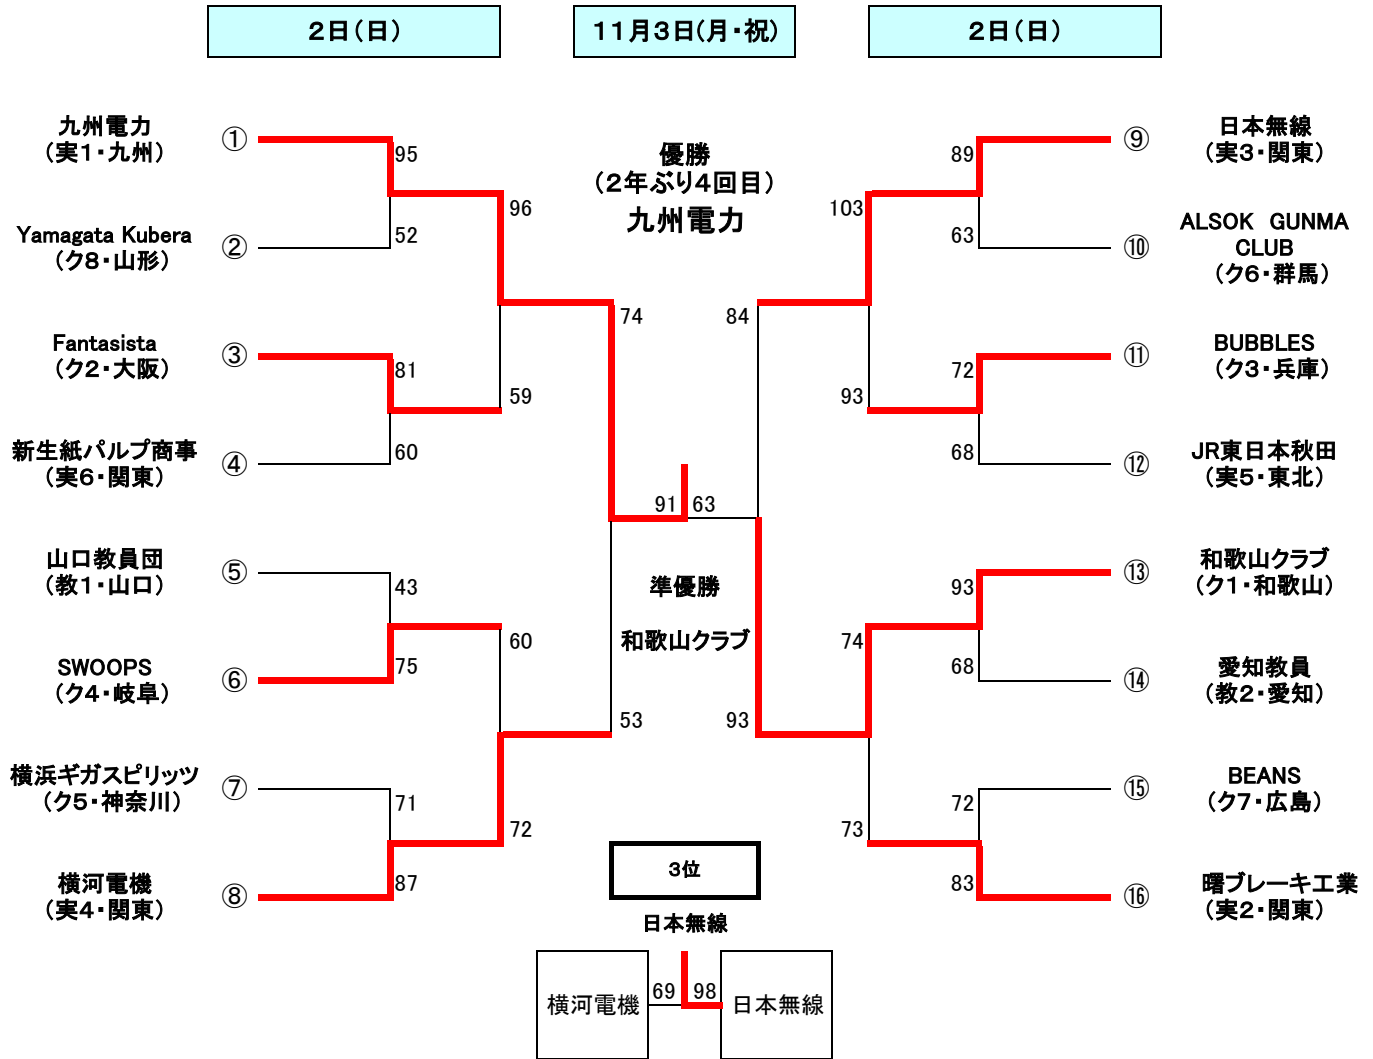 2日(日)
11月3日(月・祝)
2日(日)
九州電力
(実1・九州)
①
95
96
52
Yamagata Kubera
(ク8・山形)
②
Fantasista
(ク2・大阪)
③
81
59
60
新生紙パルプ商事
(実6・関東)
④
74
山口教員団
(教1・山口)
⑤
43
60
75
SWOOPS
(ク4・岐阜)
⑥
53
横浜ギガスピリッツ
(ク5・神奈川)
⑦
71
72
87
横河電機
(実4・関東)
⑧
優勝
(2年ぶり4回目)
九州電力
91
63
準優勝
和歌山クラブ
3位
日本無線
横河電機
69
98
日本無線
日本無線
(実3・関東)
⑨
89
103
63
ALSOK GUNMA
CLUB
(ク6・群馬)
⑩
84
BUBBLES
(ク3・兵庫)
⑪
72
93
68
JR東日本秋田
(実5・東北)
⑫
和歌山クラブ
(ク1・和歌山)
⑬
93
74
68
愛知教員
(教2・愛知)
⑭
93
BEANS
(ク7・広島)
⑮
72
73
83
曙ブレーキ工業
(実2・関東)
⑯